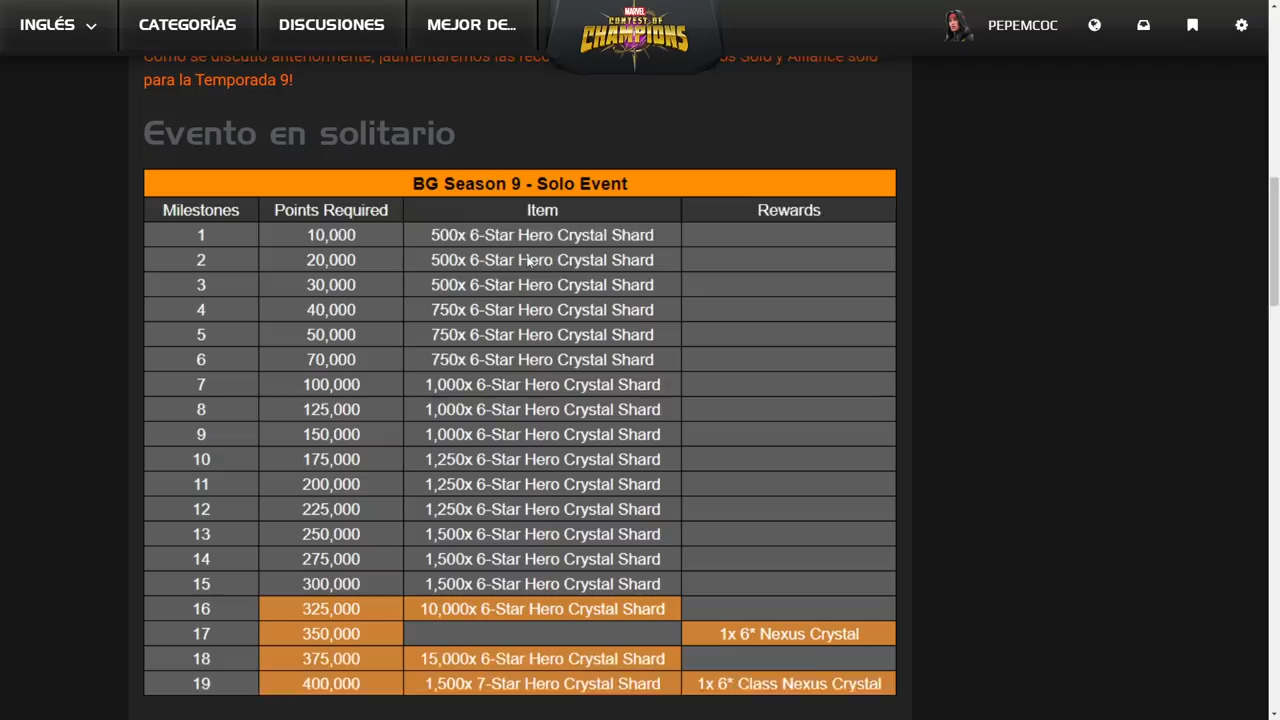 INGLÉS CATEGORÍAS DISCUSIONES MEJOR DE... MARVEL CONTEST OF CHAMPIONS PEPEMCOC
Como se discutió anteriormente, ¡aumentaremos las os Solo y Alliance solo
para la Temporada 9!
Evento en solitario
BG Season 9 - Solo Event
Milestones Points Required Item Rewards
1 10,000 500x 6-Star Hero Crystal Shard
2 20,000 500x 6-Star Hero Crystal Shard
3 30,000 500x 6-Star Hero Crystal Shard
4 40,000 750x 6-Star Hero Crystal Shard
5 50,000 750x 6-Star Hero Crystal Shard
6 70,000 750x 6-Star Hero Crystal Shard
7 100,000 1,000x 6-Star Hero Crystal Shard
8 125,000 1,000x 6-Star Hero Crystal Shard
9 150,000 1,000x 6-Star Hero Crystal Shard
10 175,000 1,250x 6-Star Hero Crystal Shard
11 200,000 1,250x 6-Star Hero Crystal Shard
12 225,000 1,250x 6-Star Hero Crystal Shard
13 250,000 1,500x 6-Star Hero Crystal Shard
14 275,000 1,500x 6-Star Hero Crystal Shard
15 300,000 1,500x 6-Star Hero Crystal Shard
16 325,000 10,000x 6-Star Hero Crystal Shard
17 350,000 1x 6* Nexus Crystal
18 375,000 15,000x 6-Star Hero Crystal Shard
19 400,000 1,500x 7-Star Hero Crystal Shard 1x 6* Class Nexus Crystal